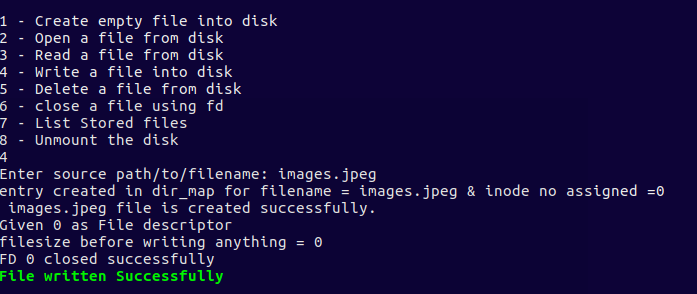 1 - Create empty file into disk
2 - Open a file from disk
3 - Read a file from disk
4 - Write a file into disk
5 - Delete a file from disk
6 - close a file using fd
7 - List Stored files
8 - Unmount the disk
4
Enter source path/to/filename: images.jpeg
entry created in dir_map for filename = images.jpeg & inode no assigned =0
images.jpeg file is created successfully.
Given 0 as File descriptor
filesize before writing anything = 0
FD 0 closed successfully
File written Successfully